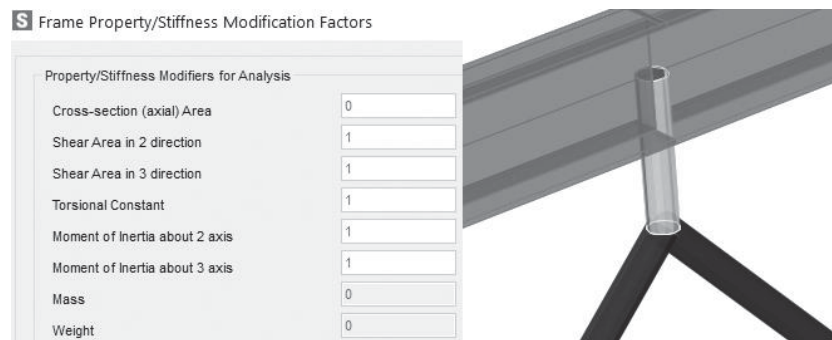 S Frame Property/Stiffness Modification Factors
Property/Stiffness Modifiers for Analysis
Cross-section (axial) Area 0
Shear Area in 2 direction 1
Shear Area in 3 direction 1
Torsional Constant 1
Moment of Inertia about 2 axis 1
Moment of Inertia about 3 axis 1
Mass 0
Weight 0